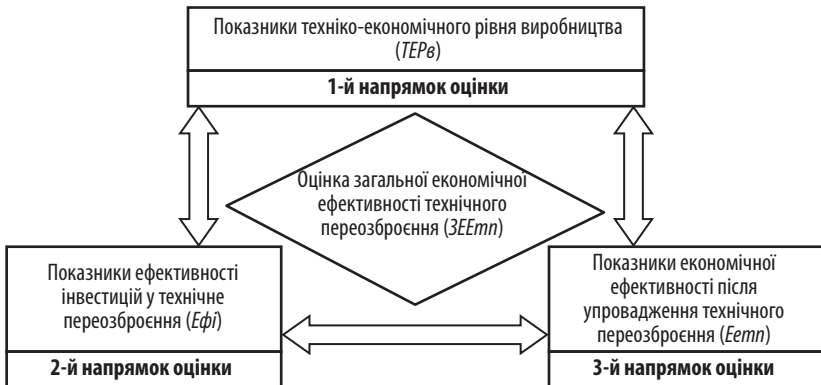 Показники техніко-економічного рівня виробництва
(ТЕРв)
1-й напрямок оцінки
Оцінка загальної економічної
ефективності технічного
переозброєння (ЗЕЕтп)
Показники ефективності
інвестицій у технічне
переозброєння (Ефі)
2-й напрямок оцінки
Показники економічної
ефективності після
упровадження технічного
переозброєння (Еетп)
3-й напрямок оцінки